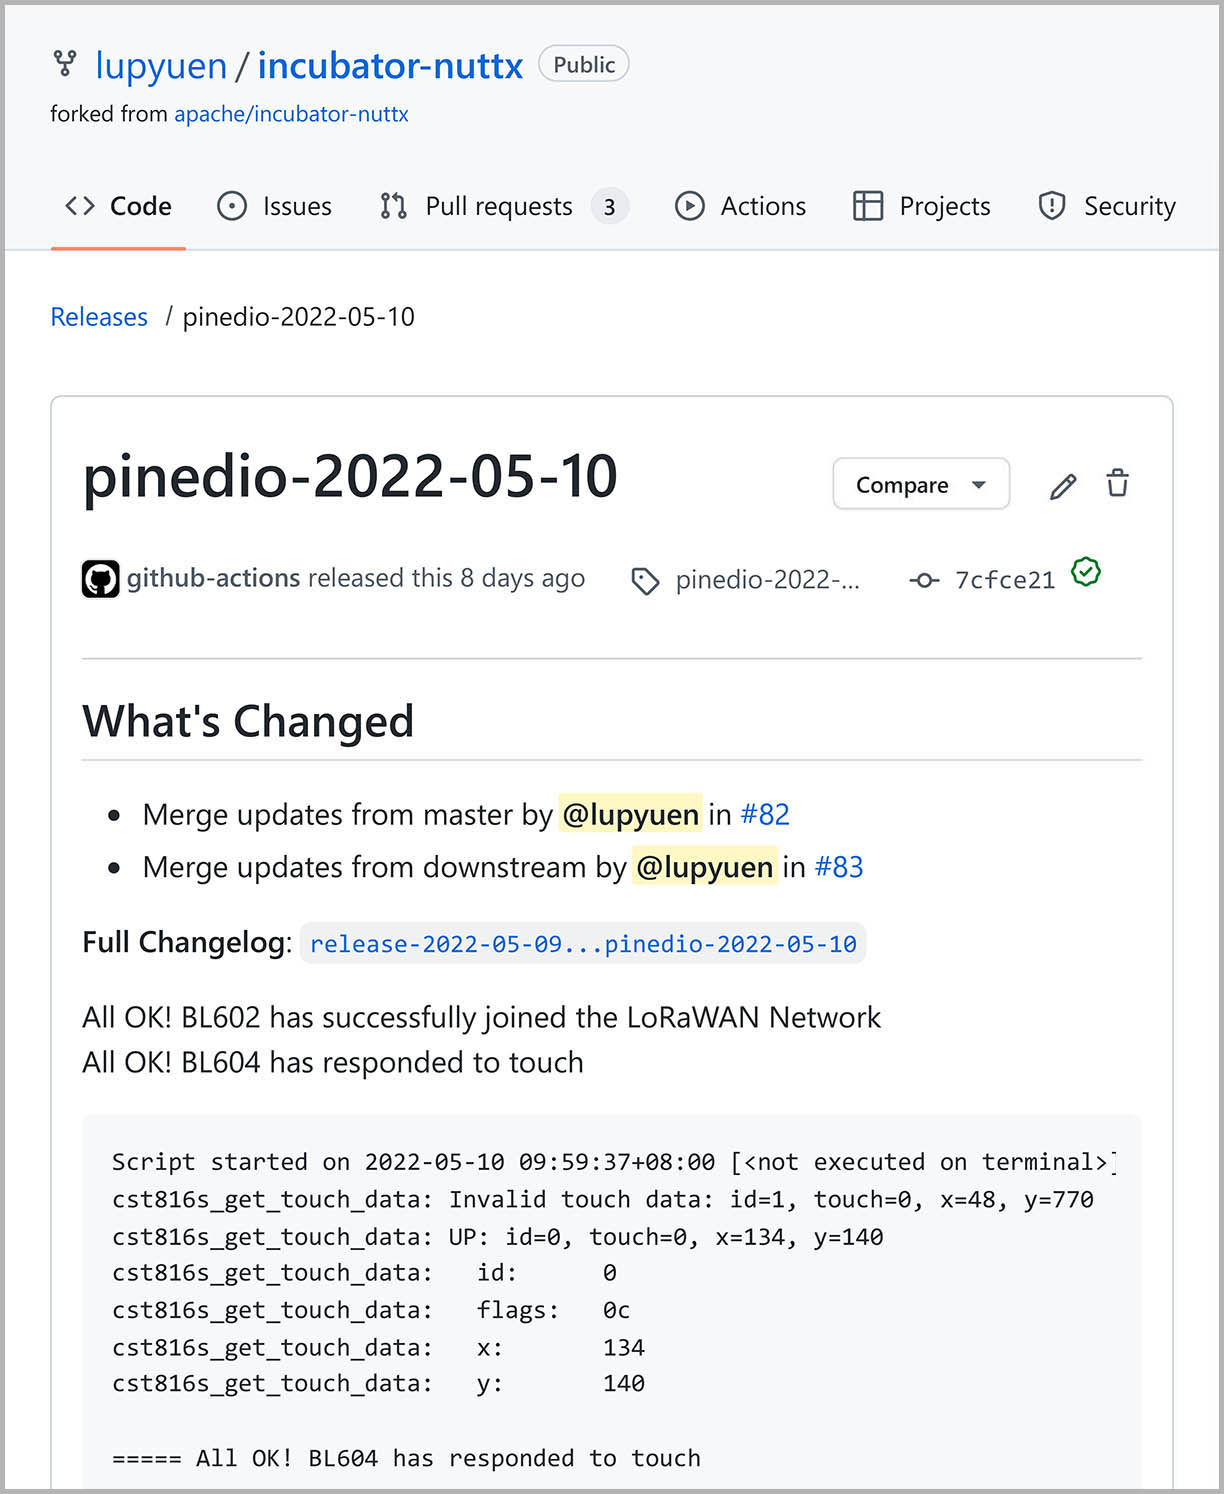 lupyuen / incubator-nuttx Public
forked from apache/incubator-nuttx
Code Issues Pull requests 3 Actions Projects Security
Releases / pinedio-2022-05-10
pinedio-2022-05-10
Compare
github-actions released this 8 days ago pinedio-2022-... 7cfce21
What's Changed
• Merge updates from master by @lupyuen in #82
• Merge updates from downstream by @lupyuen in #83
Full Changelog: release-2022-05-09...pinedio-2022-05-10
All OK! BL602 has successfully joined the LoRaWAN Network
All OK! BL604 has responded to touch
Script started on 2022-05-10 09:59:37+08:00 [<not executed on terminal>]
cst816s_get_touch_data: Invalid touch data: id=1, touch=0, x=48, y=770
cst816s_get_touch_data: UP: id=0, touch=0, x=134, y=140
cst816s_get_touch_data:   id:      0
cst816s_get_touch_data:   flags:   0c
cst816s_get_touch_data:   x:       134
cst816s_get_touch_data:   y:       140
===== All OK! BL604 has responded to touch